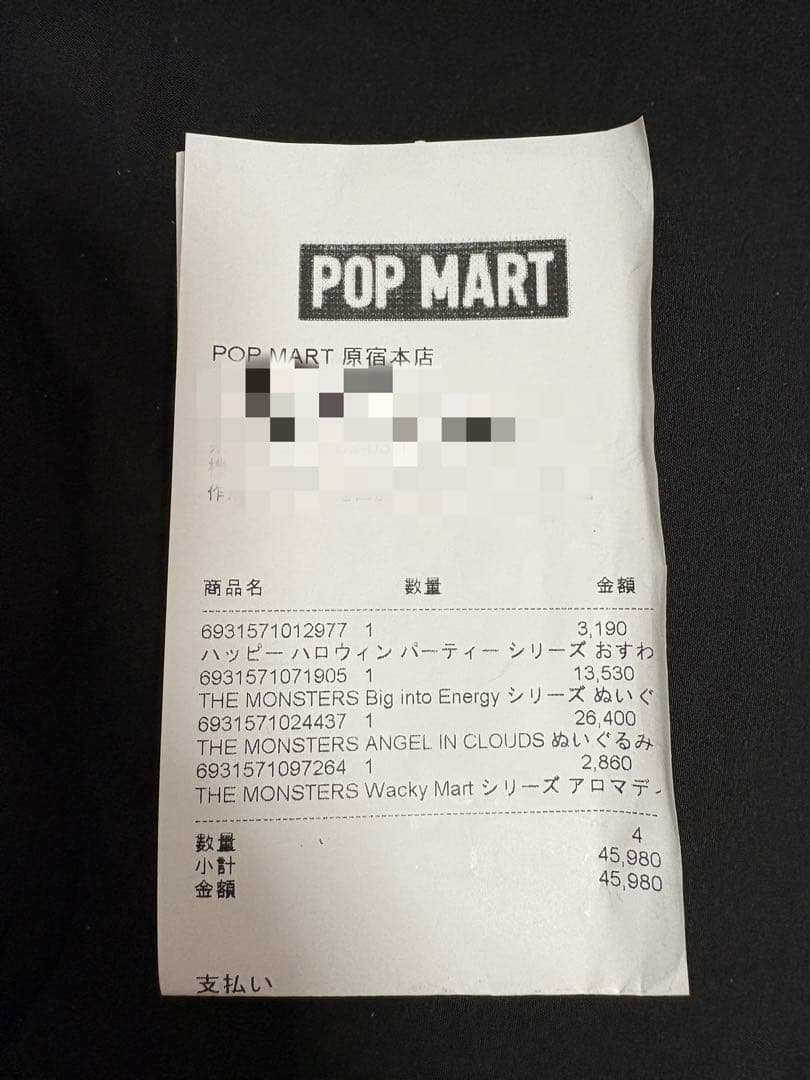 POP MART
POP MART 原宿本店
作
商品名 数量 金額
6931571012977 1 3,190
ハッピー ハロウィン パーティー シリーズ おすわ
6931571071905 1 13,530
THE MONSTERS Big into Energy シリーズ ぬいぐ
6931571024437 1 26,400
THE MONSTERS ANGEL IN CLOUDS ぬいぐるみ
6931571097264 1 2,860
THE MONSTERS Wacky Mart シリーズ アロマデ
数量 4
小計 45,980
金額 45,980
支払い